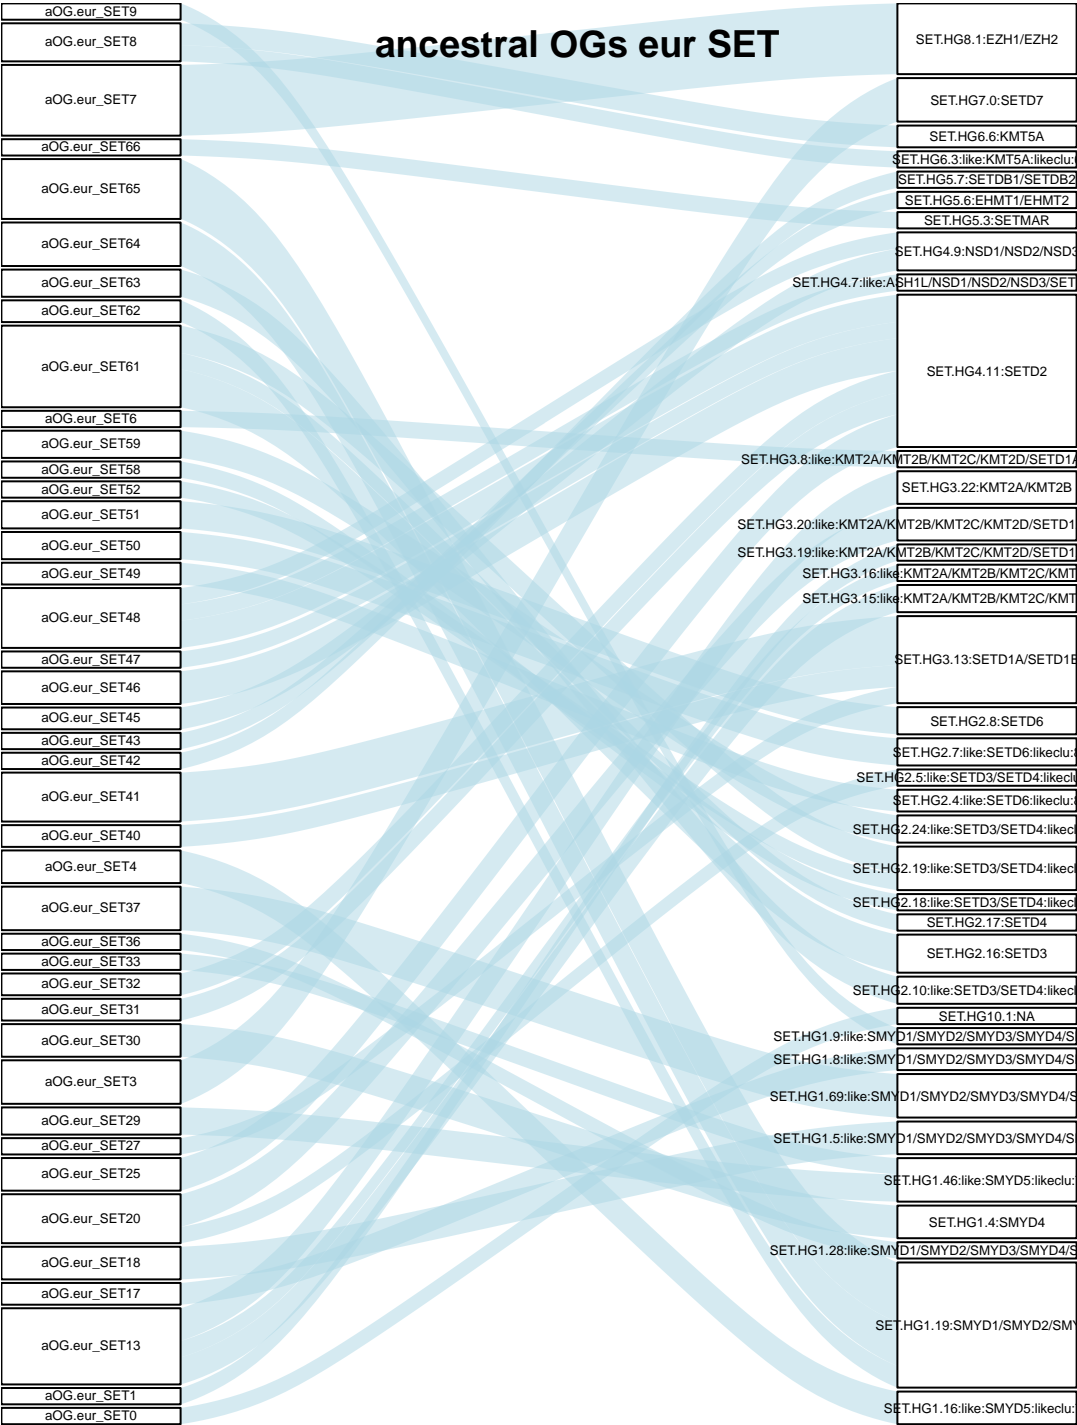 ancestral OGs eur SET
aOG.eur_SET9
aOG.eur_SET8
aOG.eur_SET7
aOG.eur_SET66
aOG.eur_SET65
aOG.eur_SET64
aOG.eur_SET63
aOG.eur_SET62
aOG.eur_SET61
aOG.eur_SET6
aOG.eur_SET59
aOG.eur_SET58
aOG.eur_SET52
aOG.eur_SET51
aOG.eur_SET50
aOG.eur_SET49
aOG.eur_SET48
aOG.eur_SET47
aOG.eur_SET46
aOG.eur_SET45
aOG.eur_SET43
aOG.eur_SET42
aOG.eur_SET41
aOG.eur_SET40
aOG.eur_SET4
aOG.eur_SET37
aOG.eur_SET36
aOG.eur_SET33
aOG.eur_SET32
aOG.eur_SET31
aOG.eur_SET30
aOG.eur_SET3
aOG.eur_SET29
aOG.eur_SET27
aOG.eur_SET25
aOG.eur_SET20
aOG.eur_SET18
aOG.eur_SET17
aOG.eur_SET13
aOG.eur_SET1
aOG.eur_SET0
SET.HG8.1:EZH1/EZH2
SET.HG7.0:SETD7
SET.HG6.6:KMT5A
SET.HG6.3:like:KMT5A:likeclu:
SET.HG5.7:SETDB1/SETDB2
SET.HG5.6:EHMT1/EHMT2
SET.HG5.3:SETMAR
SET.HG4.9:NSD1/NSD2/NSD3
SET.HG4.7:like:ASH1L/NSD1/NSD2/NSD3/SET
SET.HG4.11:SETD2
SET.HG3.8:like:KMT2A/KMT2B/KMT2C/KMT2D/SETD1A
SET.HG3.22:KMT2A/KMT2B
SET.HG3.20:like:KMT2A/KMT2B/KMT2C/KMT2D/SETD1
SET.HG3.19:like:KMT2A/KMT2B/KMT2C/KMT2D/SETD1
SET.HG3.16:like:KMT2A/KMT2B/KMT2C/KMT
SET.HG3.15:like:KMT2A/KMT2B/KMT2C/KMT
SET.HG3.13:SETD1A/SETD1B
SET.HG2.8:SETD6
SET.HG2.7:like:SETD6:likeclu:
SET.HG2.5:like:SETD3/SETD4:likeclu
SET.HG2.4:like:SETD6:likeclu:
SET.HG2.24:like:SETD3/SETD4:likecl
SET.HG2.19:like:SETD3/SETD4:likecl
SET.HG2.18:like:SETD3/SETD4:likecl
SET.HG2.17:SETD4
SET.HG2.16:SETD3
SET.HG2.10:like:SETD3/SETD4:likecl
SET.HG10.1:NA
SET.HG1.9:like:SMYD1/SMYD2/SMYD3/SMYD4/S
SET.HG1.8:like:SMYD1/SMYD2/SMYD3/SMYD4/S
SET.HG1.69:like:SMYD1/SMYD2/SMYD3/SMYD4/S
SET.HG1.5:like:SMYD1/SMYD2/SMYD3/SMYD4/S
SET.HG1.46:like:SMYD5:likeclu:
SET.HG1.4:SMYD4
SET.HG1.28:like:SMYD1/SMYD2/SMYD3/SMYD4/S
SET.HG1.19:SMYD1/SMYD2/SMY
SET.HG1.16:like:SMYD5:likeclu: